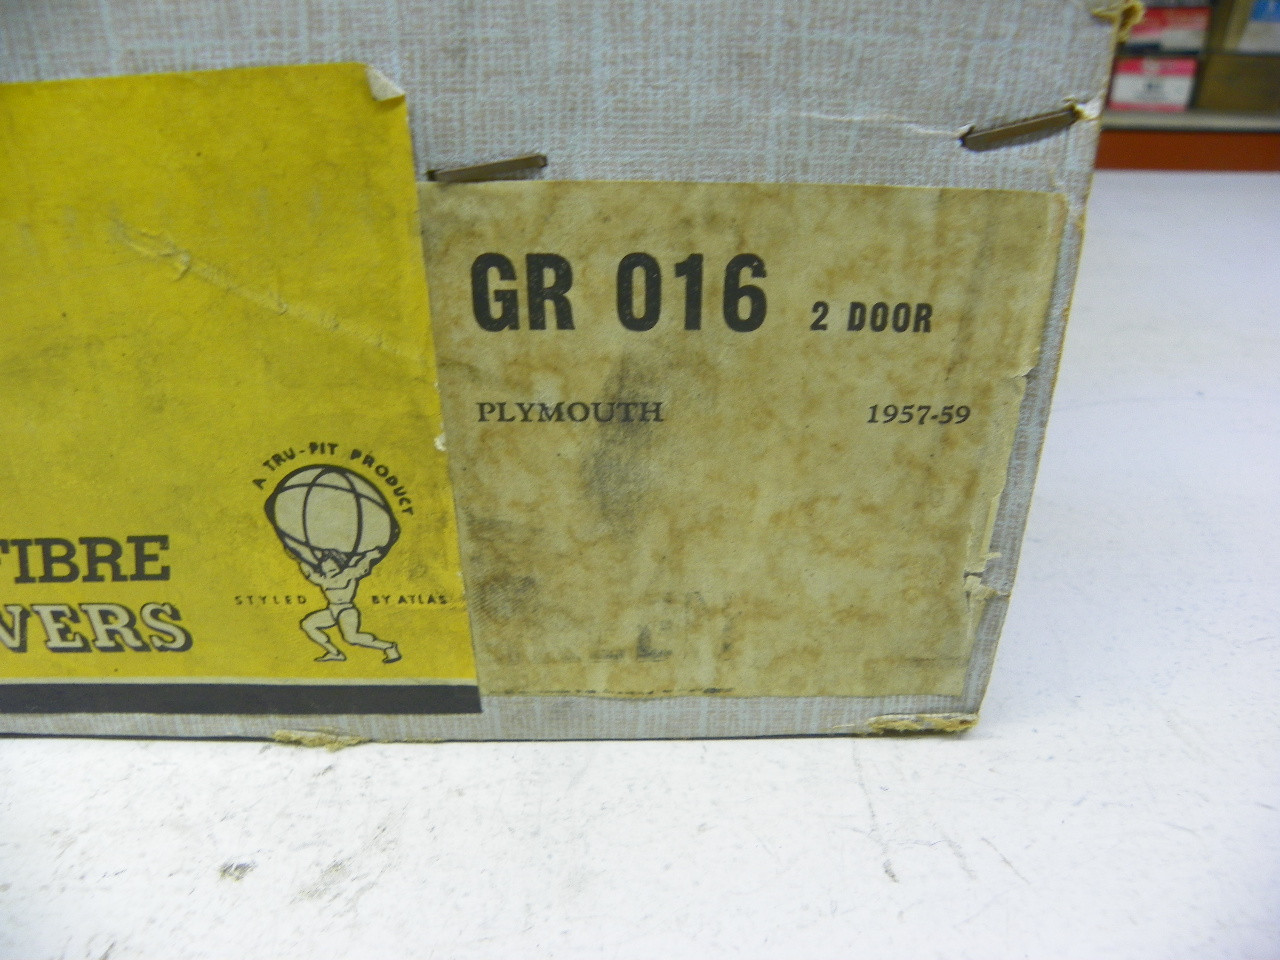 GR 016 2 DOOR
PLYMOUTH 1957-59
A TRU-FIT PRODUCT
STYLED BY ATLAS
FIBRE
VERS